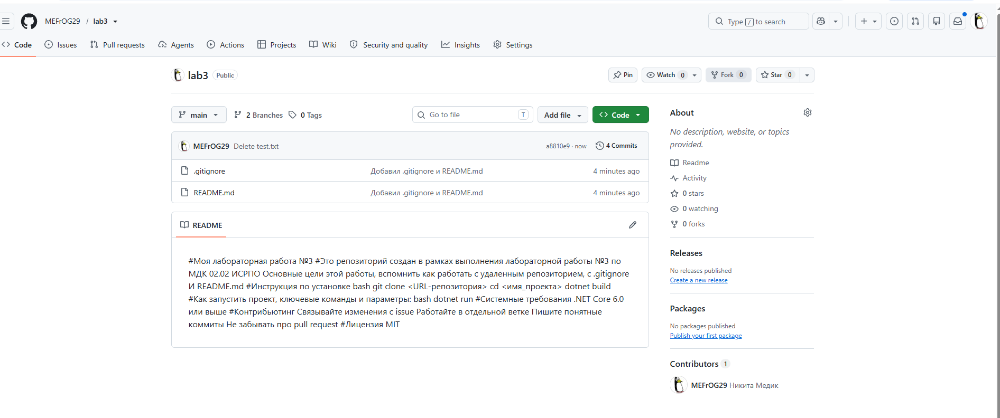 MEFrOG29 / lab3
Type / to search
Code Issues Pull requests Agents Actions Projects Wiki Security and quality Insights Settings
lab3 Public
Pin Watch 0 Fork 0 Star 0
main 2 Branches 0 Tags Go to file T Add file Code
MEFrOG29 Delete test.txt a8810e9 · now 4 Commits
.gitignore Добавил .gitignore и README.md 4 minutes ago
README.md Добавил .gitignore и README.md 4 minutes ago
README
#Моя лабораторная работа №3 #Это репозиторий создан в рамках выполнения лабораторной работы №3 по
МДК 02.02 ИСРПО Основные цели этой работы, вспомнить как работать с удаленным репозиторием, с .gitignore
И README.md #Инструкция по установке bash git clone <URL-репозитория> cd <имя_проекта> dotnet build
#Как запустить проект, ключевые команды и параметры: bash dotnet run #Системные требования .NET Core 6.0
или выше #Контрибьютинг Связывайте изменения с issue Работайте в отдельной ветке Пишите понятные
коммиты Не забывать про pull request #Лицензия MIT
About
No description, website, or topics
provided.
Readme
Activity
0 stars
0 watching
0 forks
Releases
No releases published
Create a new release
Packages
No packages published
Publish your first package
Contributors 1
MEFrOG29 Никита Медик